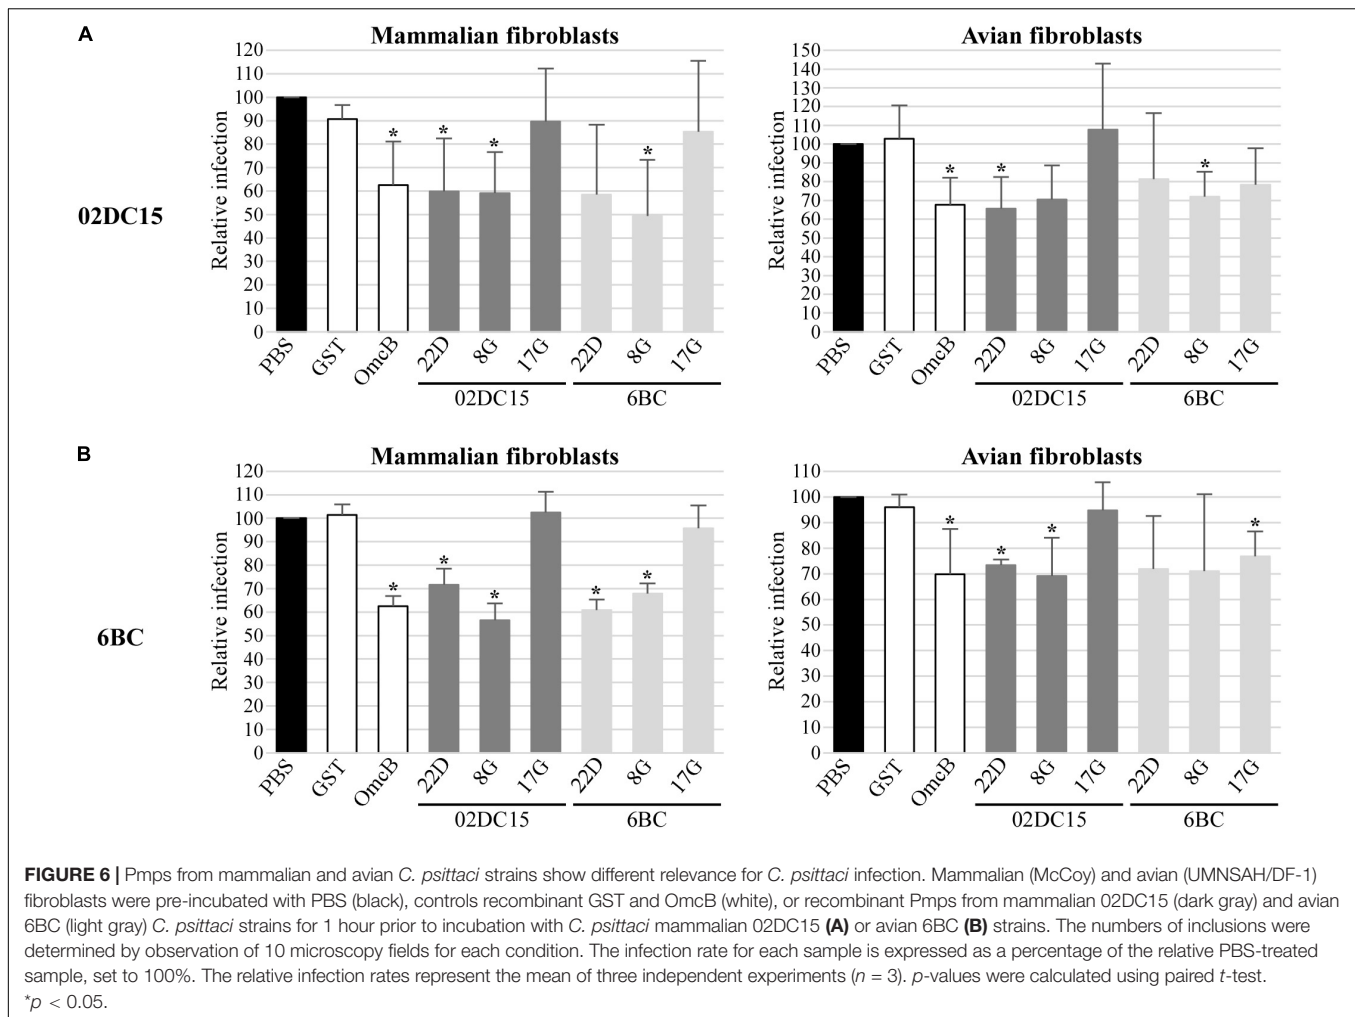 A
Mammalian fibroblasts
Avian fibroblasts
02DC15
Relative infection
120
110
100
90
80
70
60
50
40
30
20
10
0
* * * *
PBS GST OmcB 22D 8G 17G 22D 8G 17G
02DC15 6BC
Relative infection
150
140
130
120
110
100
90
80
70
60
50
40
30
20
10
0
* * *
PBS GST OmcB 22D 8G 17G 22D 8G 17G
02DC15 6BC
B
Mammalian fibroblasts
Avian fibroblasts
6BC
Relative infection
120
110
100
90
80
70
60
50
40
30
20
10
0
* * * * *
PBS GST OmcB 22D 8G 17G 22D 8G 17G
02DC15 6BC
Relative infection
110
100
90
80
70
60
50
40
30
20
10
0
* * * *
PBS GST OmcB 22D 8G 17G 22D 8G 17G
02DC15 6BC
FIGURE 6 | Pmps from mammalian and avian C. psittaci strains show different relevance for C. psittaci infection. Mammalian (McCoy) and avian (UMNSAH/DF-1)
fibroblasts were pre-incubated with PBS (black), controls recombinant GST and OmcB (white), or recombinant Pmps from mammalian 02DC15 (dark gray) and avian
6BC (light gray) C. psittaci strains for 1 hour prior to incubation with C. psittaci mammalian 02DC15 (A) or avian 6BC (B) strains. The numbers of inclusions were
determined by observation of 10 microscopy fields for each condition. The infection rate for each sample is expressed as a percentage of the relative PBS-treated
sample, set to 100%. The relative infection rates represent the mean of three independent experiments (n = 3). p-values were calculated using paired t-test.
*p < 0.05.